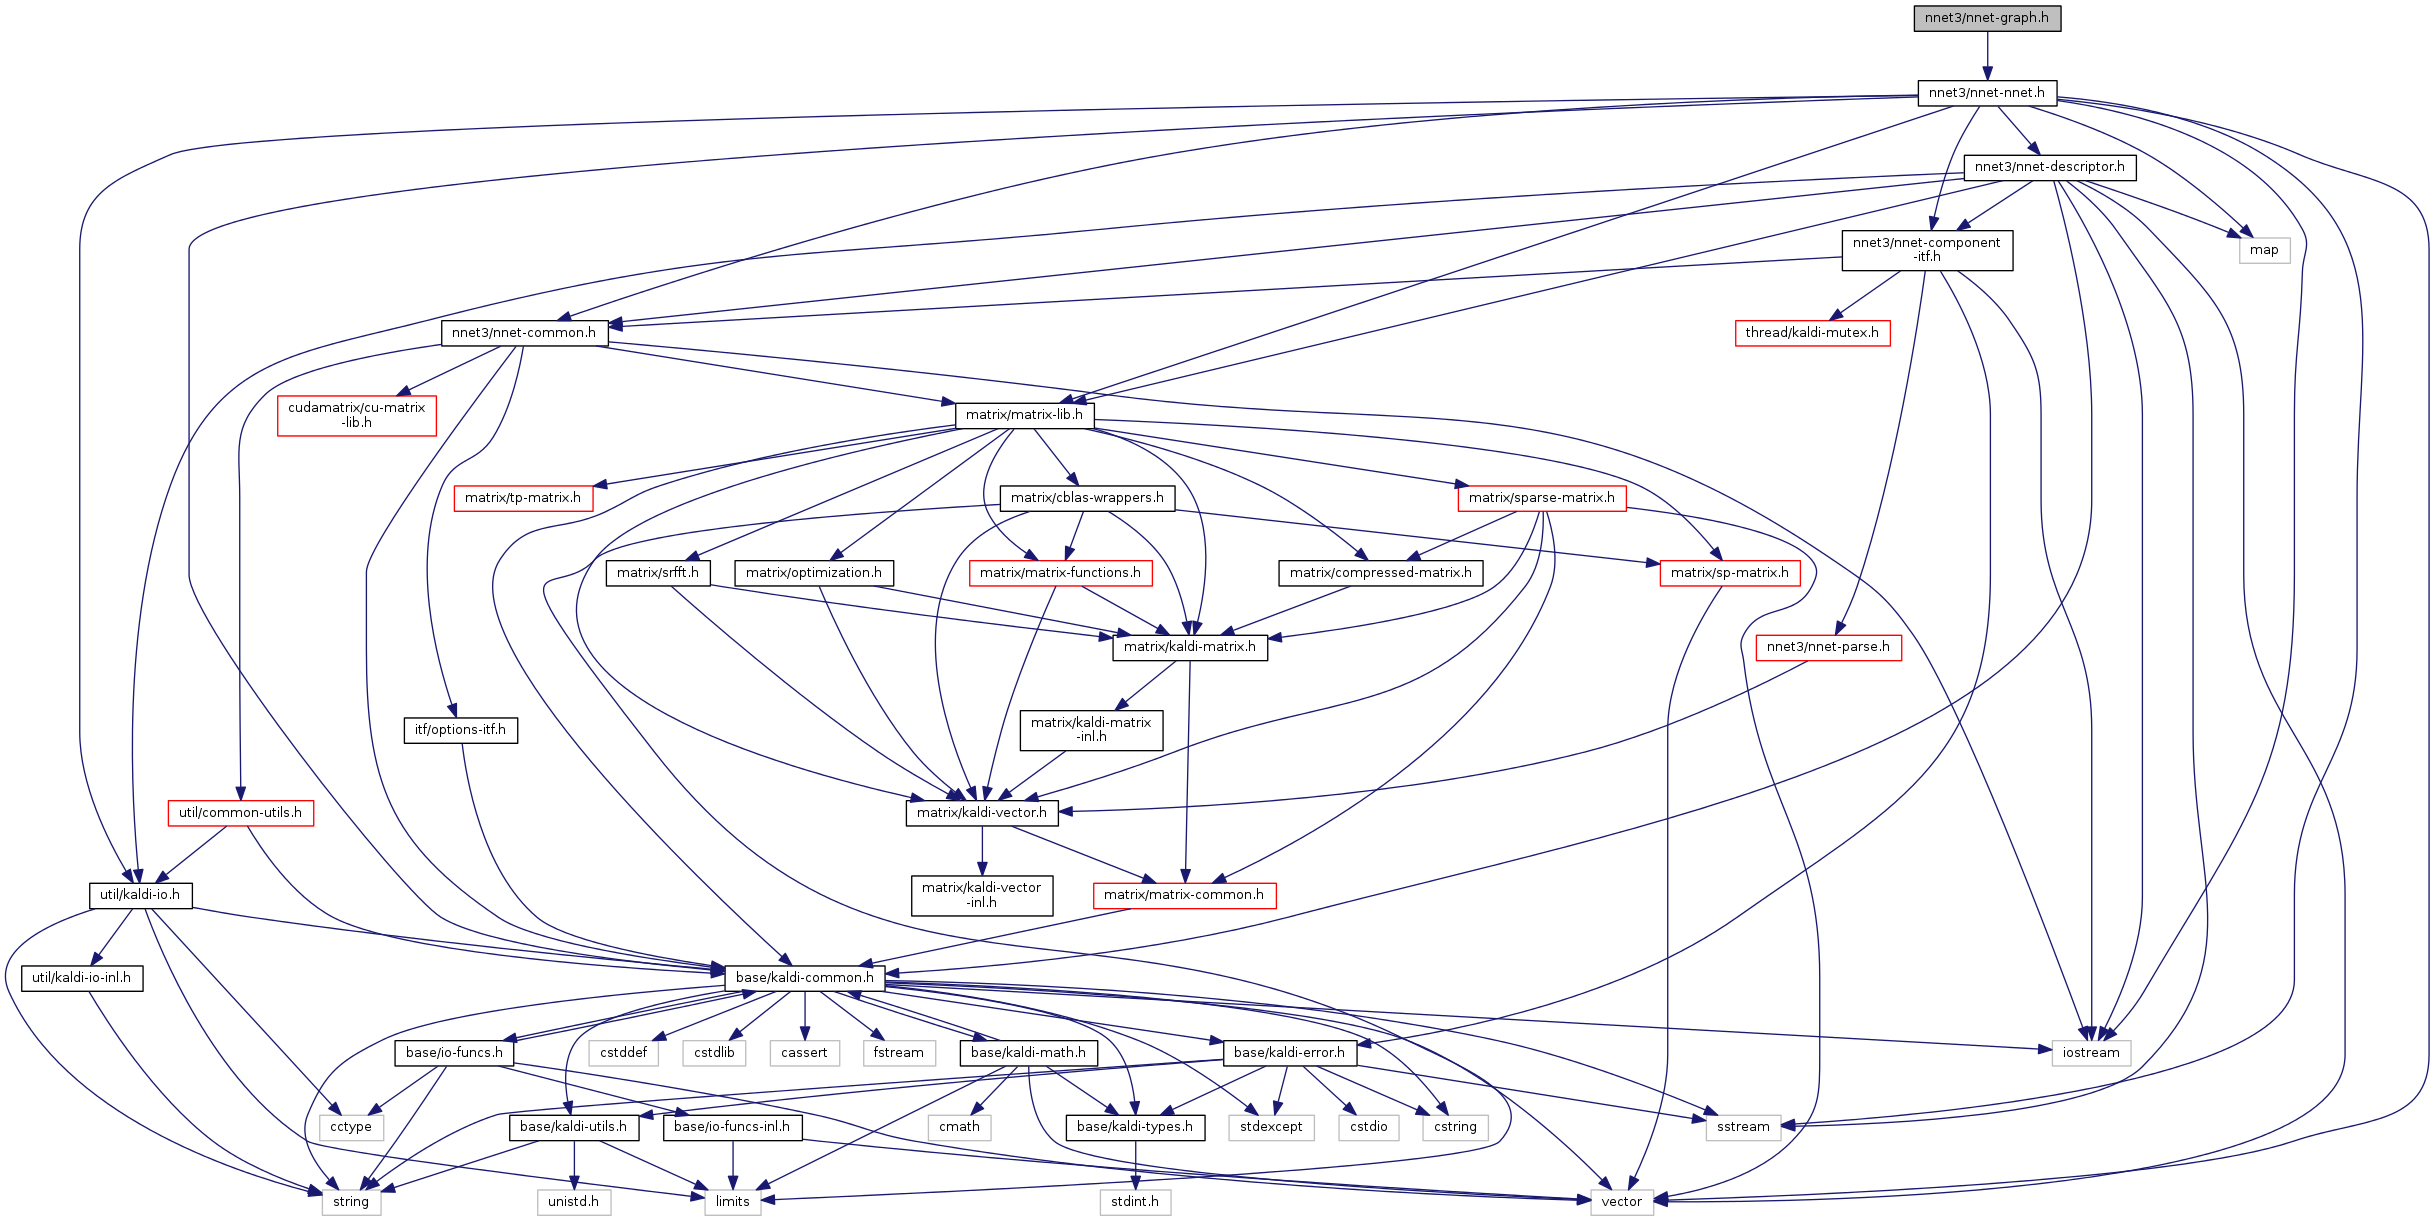 nnet3/nnet-graph.h
nnet3/nnet-nnet.h
nnet3/nnet-descriptor.h
nnet3/nnet-component
-itf.h
map
nnet3/nnet-common.h
thread/kaldi-mutex.h
cudamatrix/cu-matrix
-lib.h
matrix/matrix-lib.h
matrix/tp-matrix.h
matrix/cblas-wrappers.h
matrix/sparse-matrix.h
matrix/srfft.h
matrix/optimization.h
matrix/matrix-functions.h
matrix/compressed-matrix.h
matrix/sp-matrix.h
matrix/kaldi-matrix.h
nnet3/nnet-parse.h
itf/options-itf.h
matrix/kaldi-matrix
-inl.h
util/common-utils.h
matrix/kaldi-vector.h
util/kaldi-io.h
matrix/kaldi-vector
-inl.h
matrix/matrix-common.h
util/kaldi-io-inl.h
base/kaldi-common.h
base/io-funcs.h
cstddef
cstdlib
cassert
fstream
base/kaldi-math.h
base/kaldi-error.h
iostream
cctype
base/kaldi-utils.h
base/io-funcs-inl.h
cmath
base/kaldi-types.h
stdexcept
cstdio
cstring
sstream
string
unistd.h
limits
stdint.h
vector